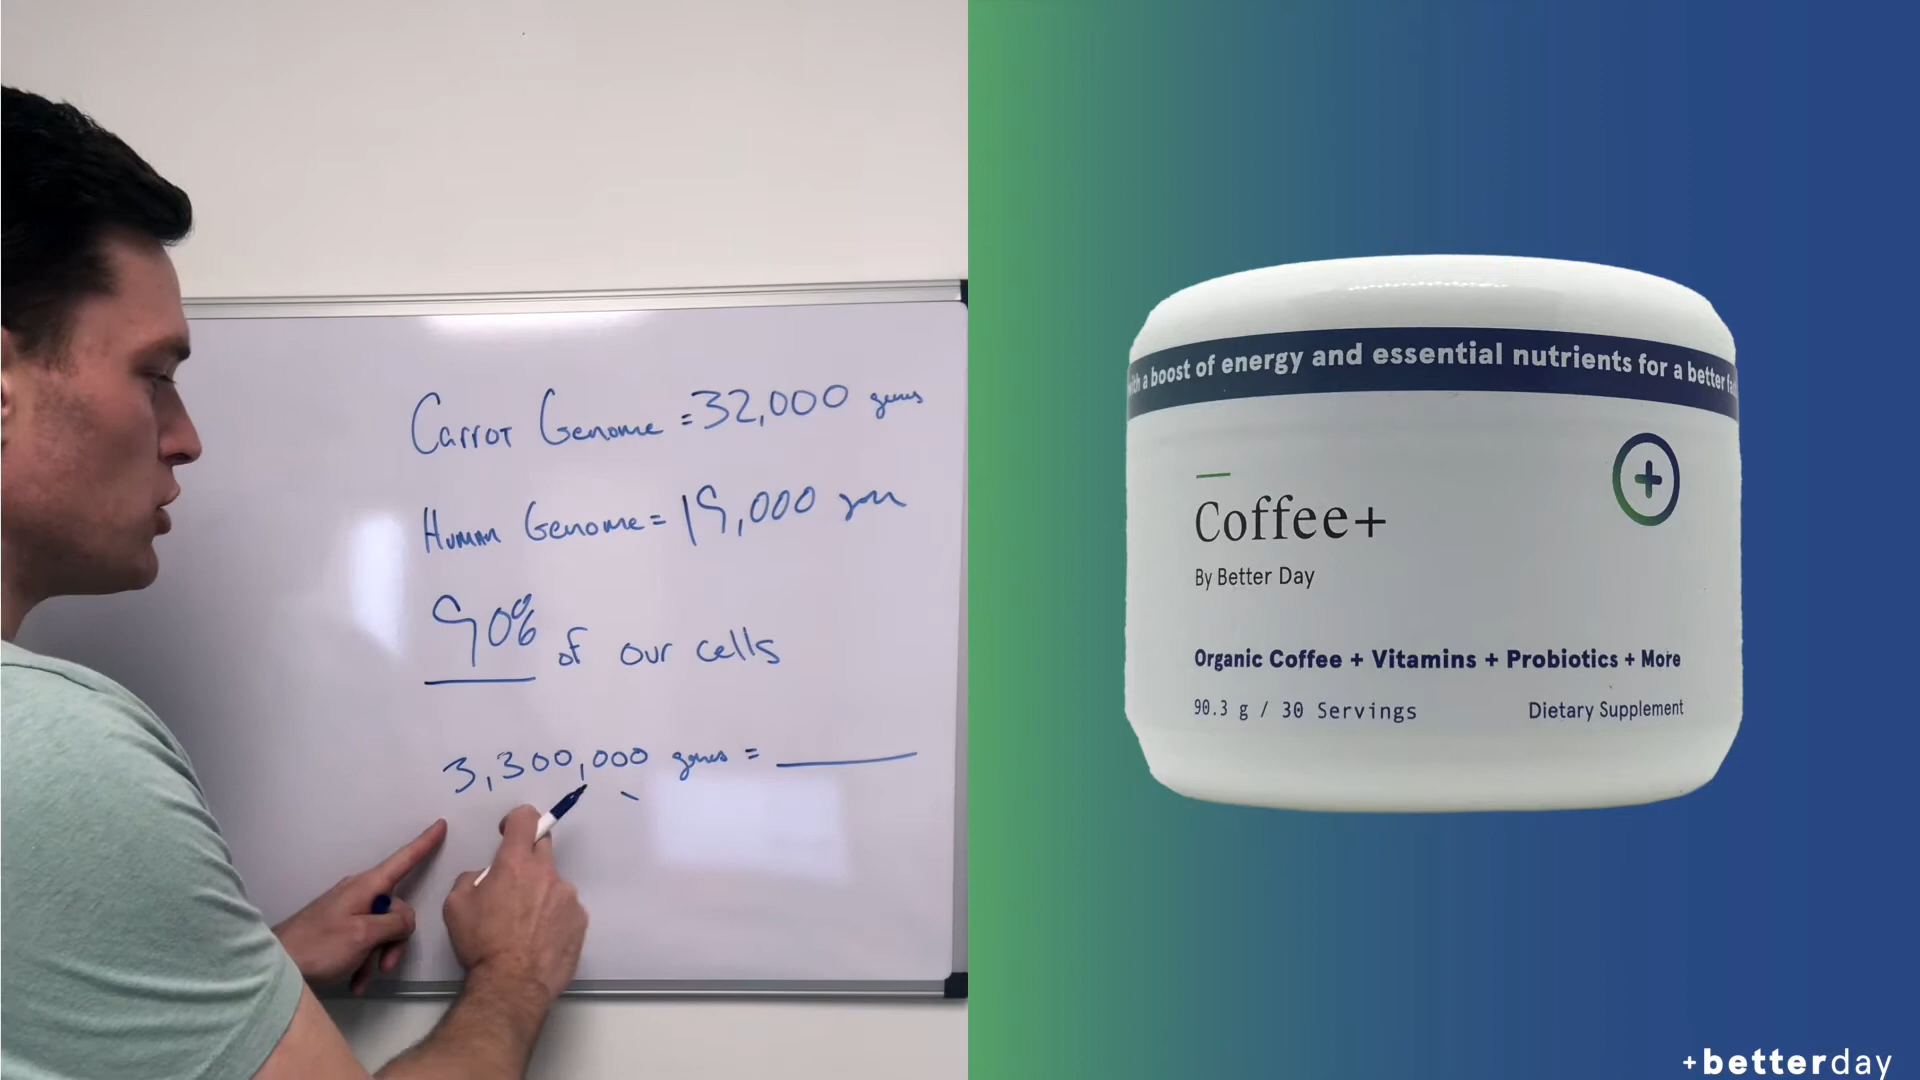 Carrot Genome = 32,000 genes
Human Genome = 19,000 genes
90% of our cells
3,300,000 genes =
with a boost of energy and essential nutrients for a better
Coffee+
By Better Day
Organic Coffee + Vitamins + Probiotics + More
90.3 g / 30 Servings
Dietary Supplement
+betterday